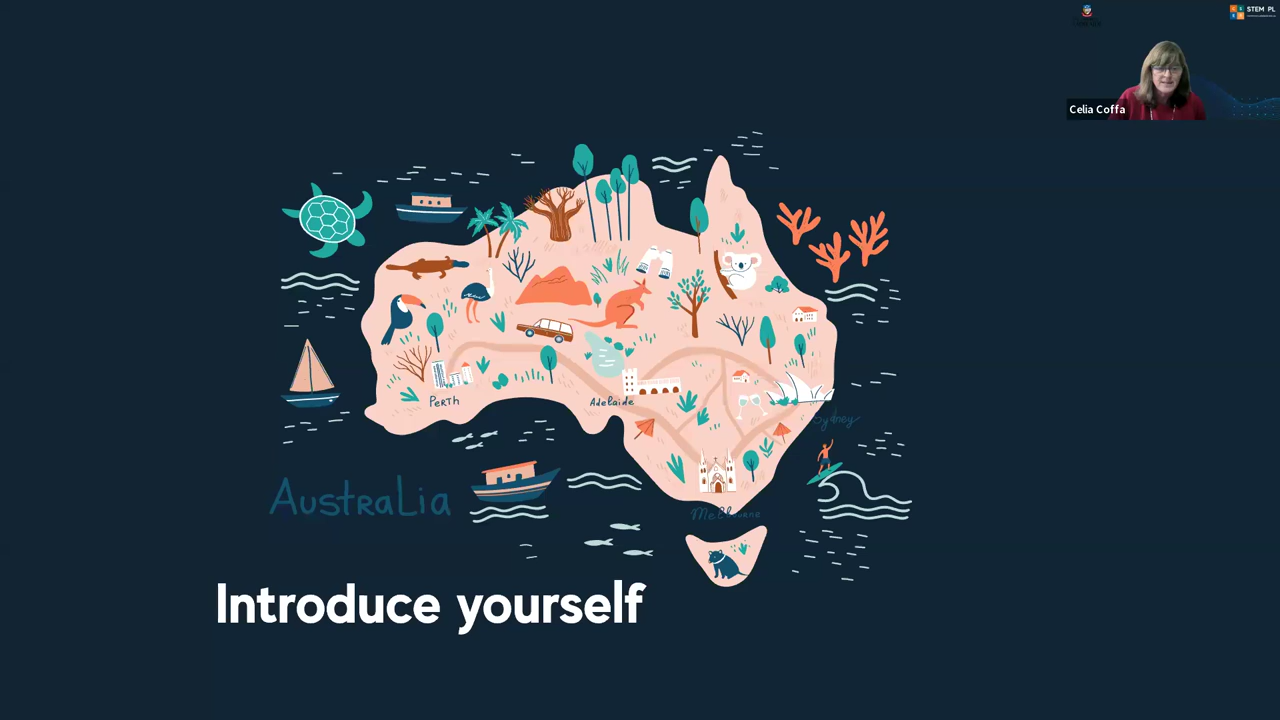 STEM PL
Celia Coffa
Perth
Adelaide
Sydney
Australia
Melbourne
Introduce yourself